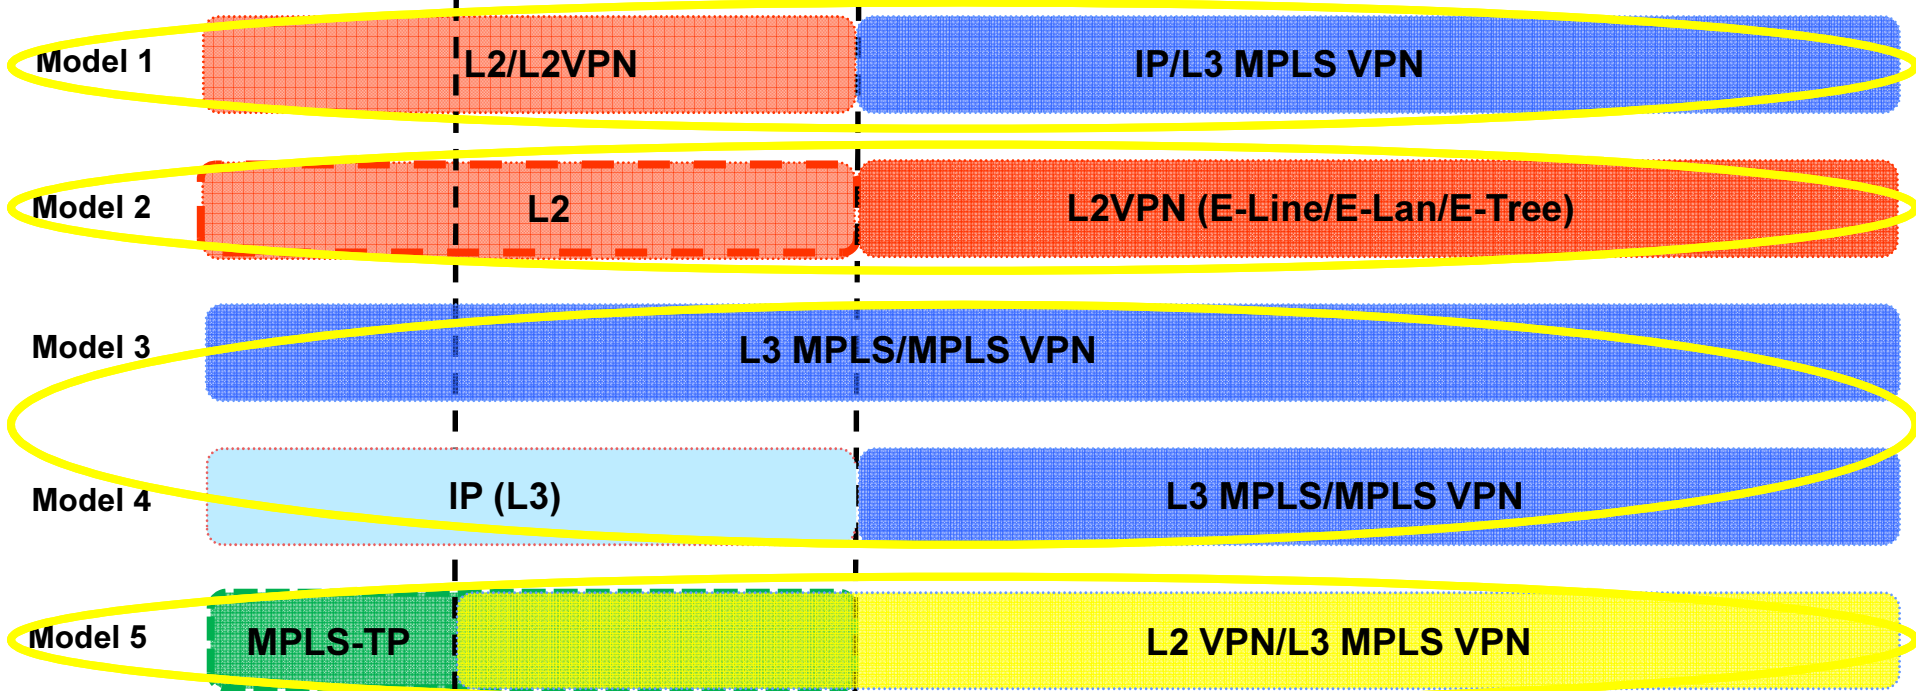 Model 1
L2/L2VPN
IP/L3 MPLS VPN
Model 2
L2
L2VPN (E-Line/E-Lan/E-Tree)
Model 3
L3 MPLS/MPLS VPN
Model 4
IP (L3)
L3 MPLS/MPLS VPN
Model 5
MPLS-TP
L2 VPN/L3 MPLS VPN